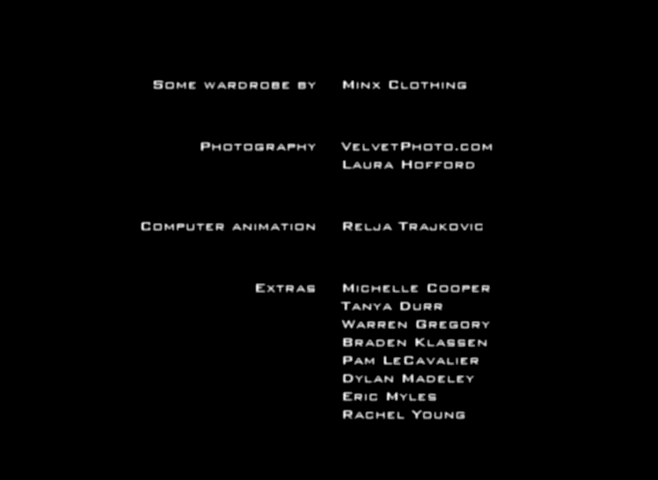 Some wardrobe by Minx Clothing
Photography VelvetPhoto.com
Laura Hofford
Computer animation Relja Trajkovic
Extras Michelle Cooper
Tanya Durr
Warren Gregory
Braden Klassen
Pam LeCavalier
Dylan Madeley
Eric Myles
Rachel Young